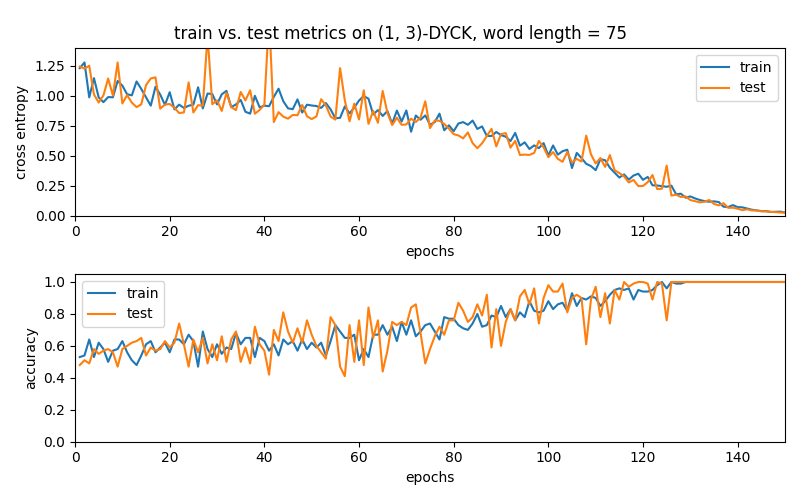 train vs. test metrics on (1, 3)-DYCK, word length = 75
cross entropy
1.25
1.00
0.75
0.50
0.25
0.00
train
test
0 20 40 60 80 100 120 140
epochs
accuracy
1.0
0.8
0.6
0.4
0.2
0.0
train
test
0 20 40 60 80 100 120 140
epochs